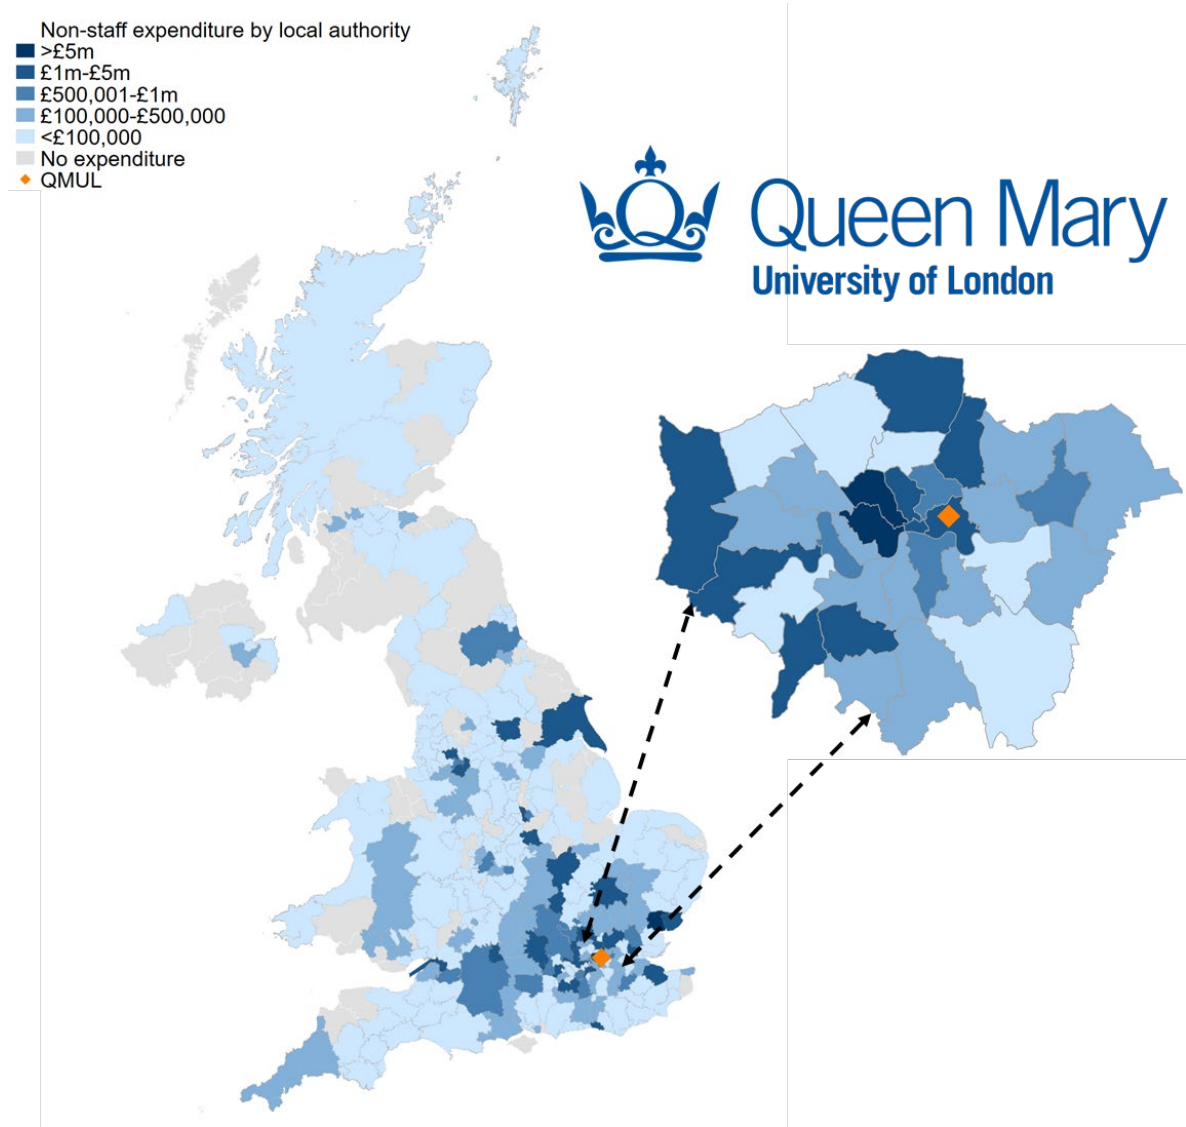 Non-staff expenditure by local authority
>£5m
£1m-£5m
£500,001-£1m
£100,000-£500,000
<£100,000
No expenditure
QMUL
Queen Mary
University of London